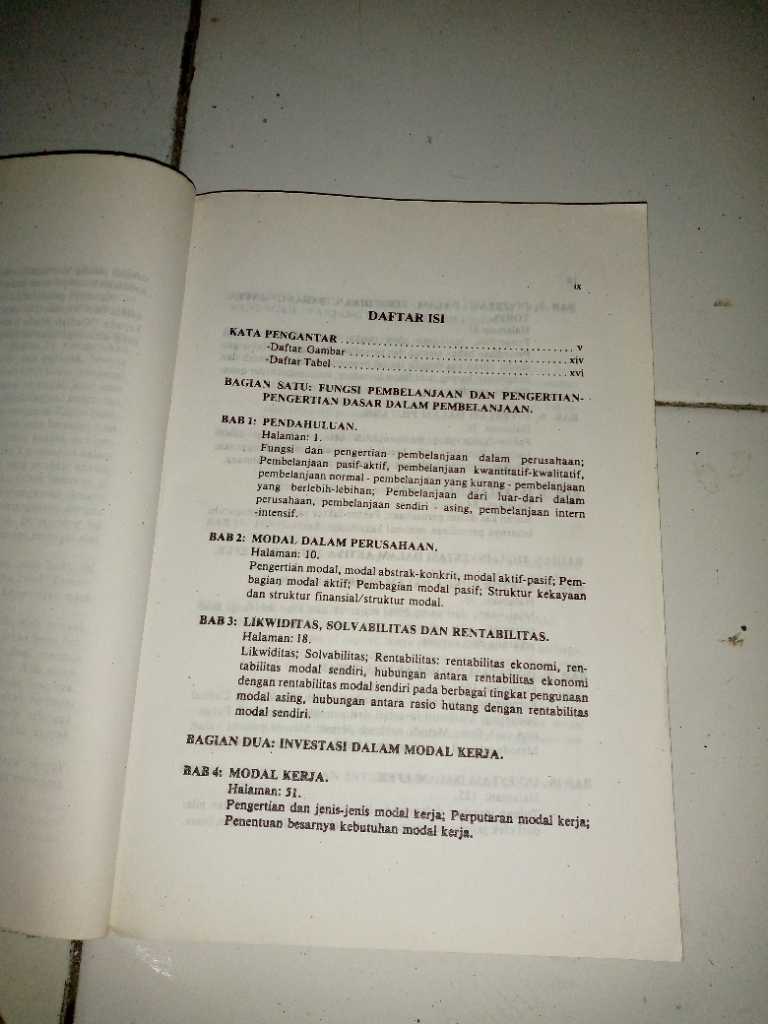 ix
DAFTAR ISI
KATA PENGANTAR ........................................ v
-Daftar Gambar ........................................ xiv
-Daftar Tabel ........................................ xvi
BAGIAN SATU: FUNGSI PEMBELANJAAN DAN PENGERTIAN-
PENGERTIAN DASAR DALAM PEMBELANJAAN.
BAB 1: PENDAHULUAN.
Halaman: 1.
Fungsi dan pengertian pembelanjaan dalam perusahaan;
Pembelanjaan pasif-aktif, pembelanjaan kwantitatif-kwalitatif,
pembelanjaan normal - pembelanjaan yang kurang - pembelanjaan
yang berlebih-lebihan; Pembelanjaan dari luar-dari dalam
perusahaan, pembelanjaan sendiri - asing, pembelanjaan intern
-intensif.
BAB 2: MODAL DALAM PERUSAHAAN.
Halaman: 10.
Pengertian modal, modal abstrak-konkrit, modal aktif-pasif; Pem-
bagian modal aktif; Pembagian modal pasif; Struktur kekayaan
dan struktur finansial/struktur modal.
BAB 3: LIKWIDITAS, SOLVABILITAS DAN RENTABILITAS.
Halaman: 18.
Likwiditas; Solvabilitas; Rentabilitas: rentabilitas ekonomi, ren-
tabilitas modal sendiri, hubungan antara rentabilitas ekonomi
dengan rentabilitas modal sendiri pada berbagai tingkat pengunaan
modal asing, hubungan antara rasio hutang dengan rentabilitas
modal sendiri.
BAGIAN DUA: INVESTASI DALAM MODAL KERJA.
BAB 4: MODAL KERJA.
Halaman: 51.
Pengertian dan jenis-jenis modal kerja; Perputaran modal kerja;
Penentuan besarnya kebutuhan modal kerja.